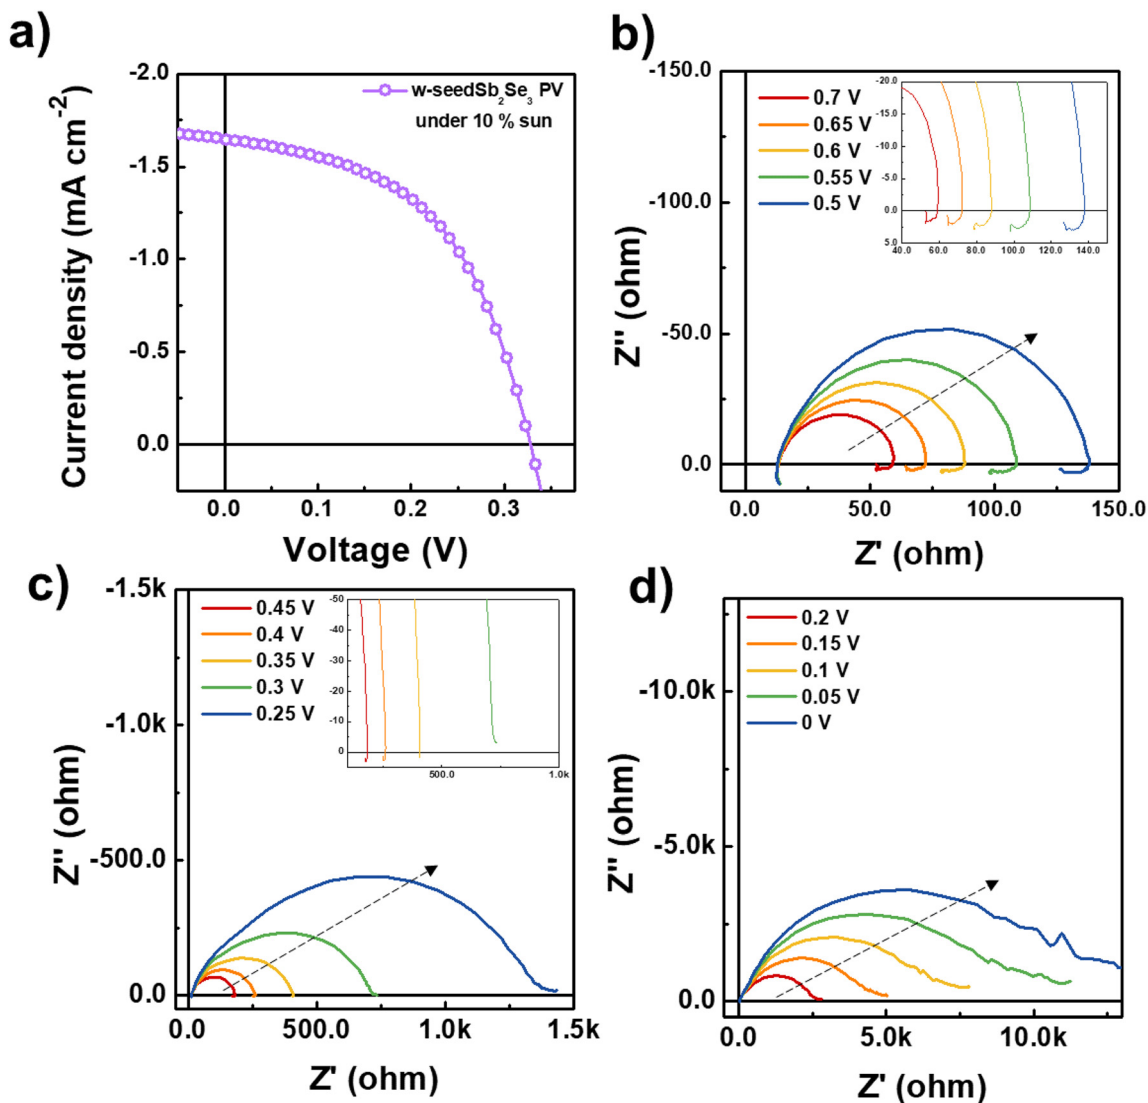 a)
-2.0
-1.5
-1.0
-0.5
0.0
0.0 0.1 0.2 0.3
Voltage (V)
Current density (mA cm-2)
w-seedSb2Se3 PV
under 10 % sun
b)
-150.0
-100.0
-50.0
0.0
0.0 50.0 100.0 150.0
Z' (ohm)
Z'' (ohm)
0.7 V
0.65 V
0.6 V
0.55 V
0.5 V
-20.0
-15.0
-10.0
-5.0
0.0
5.0
40.0 60.0 80.0 100.0 120.0 140.0
c)
-1.5k
-1.0k
-500.0
0.0
0.0 500.0 1.0k 1.5k
Z' (ohm)
Z'' (ohm)
0.45 V
0.4 V
0.35 V
0.3 V
0.25 V
-50
-40
-30
-20
-10
0
500.0 1.0k
d)
-10.0k
-5.0k
0.0
0.0 5.0k 10.0k
Z' (ohm)
Z'' (ohm)
0.2 V
0.15 V
0.1 V
0.05 V
0 V